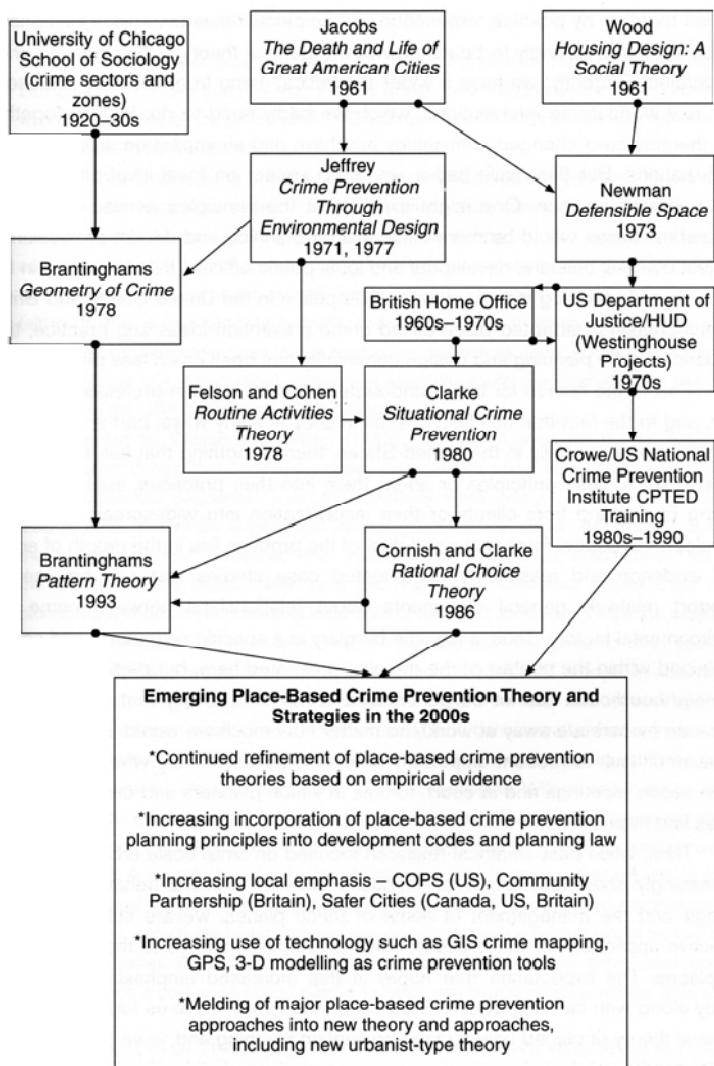 University of Chicago
School of Sociology
(crime sectors and
zones)
1920–30s
Jacobs
The Death and Life of
Great American Cities
1961
Wood
Housing Design: A
Social Theory
1961
Jeffrey
Crime Prevention
Through
Environmental Design
1971, 1977
Newman
Defensible Space
1973
Brantinghams
Geometry of Crime
1978
British Home Office
1960s–1970s
US Department of
Justice/HUD
(Westinghouse
Projects)
1970s
Felson and Cohen
Routine Activities
Theory
1978
Clarke
Situational Crime
Prevention
1980
Crowe/US National
Crime Prevention
Institute CPTED
Training
1980s–1990
Brantinghams
Pattern Theory
1993
Cornish and Clarke
Rational Choice
Theory
1986
Emerging Place-Based Crime Prevention Theory and
Strategies in the 2000s
*Continued refinement of place-based crime prevention
theories based on empirical evidence
*Increasing incorporation of place-based crime prevention
planning principles into development codes and planning law
*Increasing local emphasis – COPS (US), Community
Partnership (Britain), Safer Cities (Canada, US, Britain)
*Increasing use of technology such as GIS crime mapping,
GPS, 3-D modelling as crime prevention tools
*Melding of major place-based crime prevention
approaches into new theory and approaches,
including new urbanist-type theory